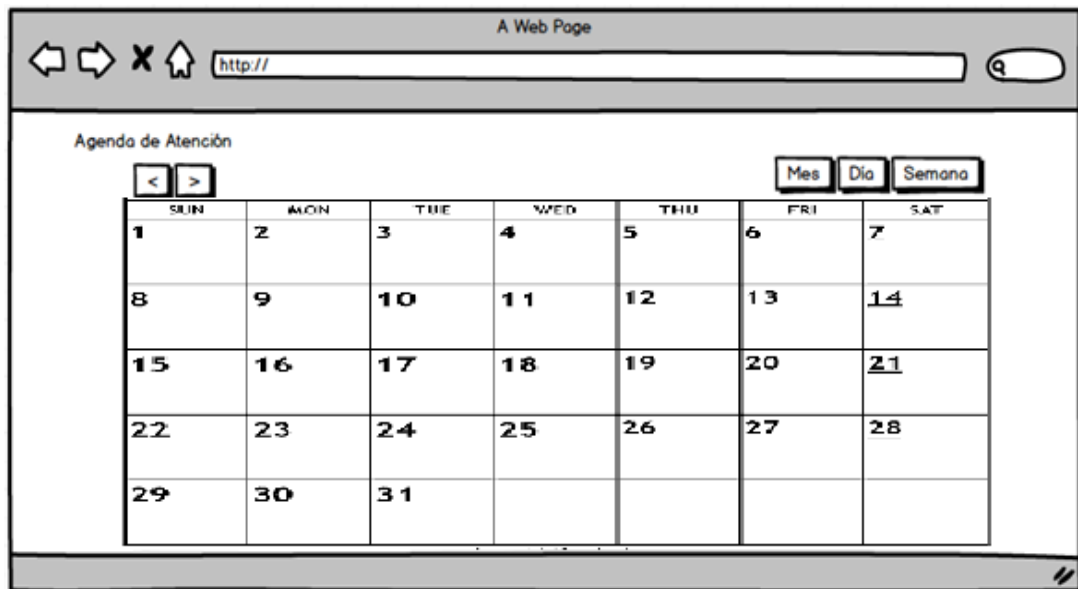 A Web Page
http://
Agenda de Atención
< >
Mes Día Semana
SUN MON TUE WED THU FRI SAT
1 2 3 4 5 6 7
8 9 10 11 12 13 14
15 16 17 18 19 20 21
22 23 24 25 26 27 28
29 30 31